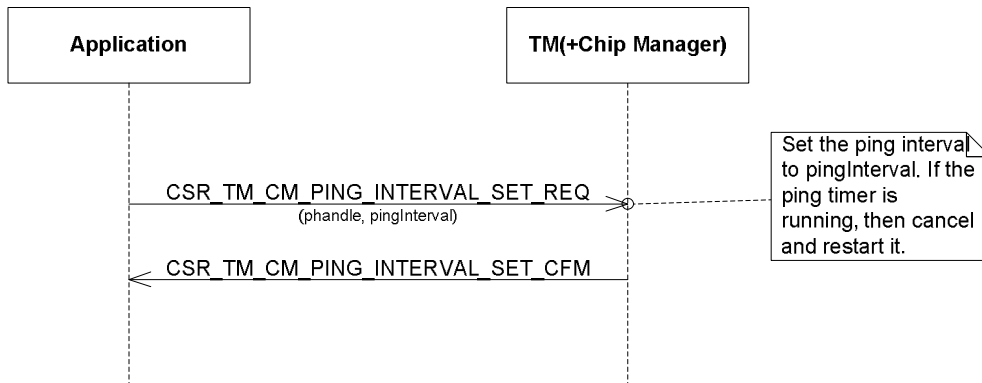 Application
TM(+Chip Manager)
Set the ping interval
to pingInterval. If the
ping timer is
running, then cancel
and restart it.
CSR_TM_CM_PING_INTERVAL_SET_REQ
(phandle, pingInterval)
CSR_TM_CM_PING_INTERVAL_SET_CFM